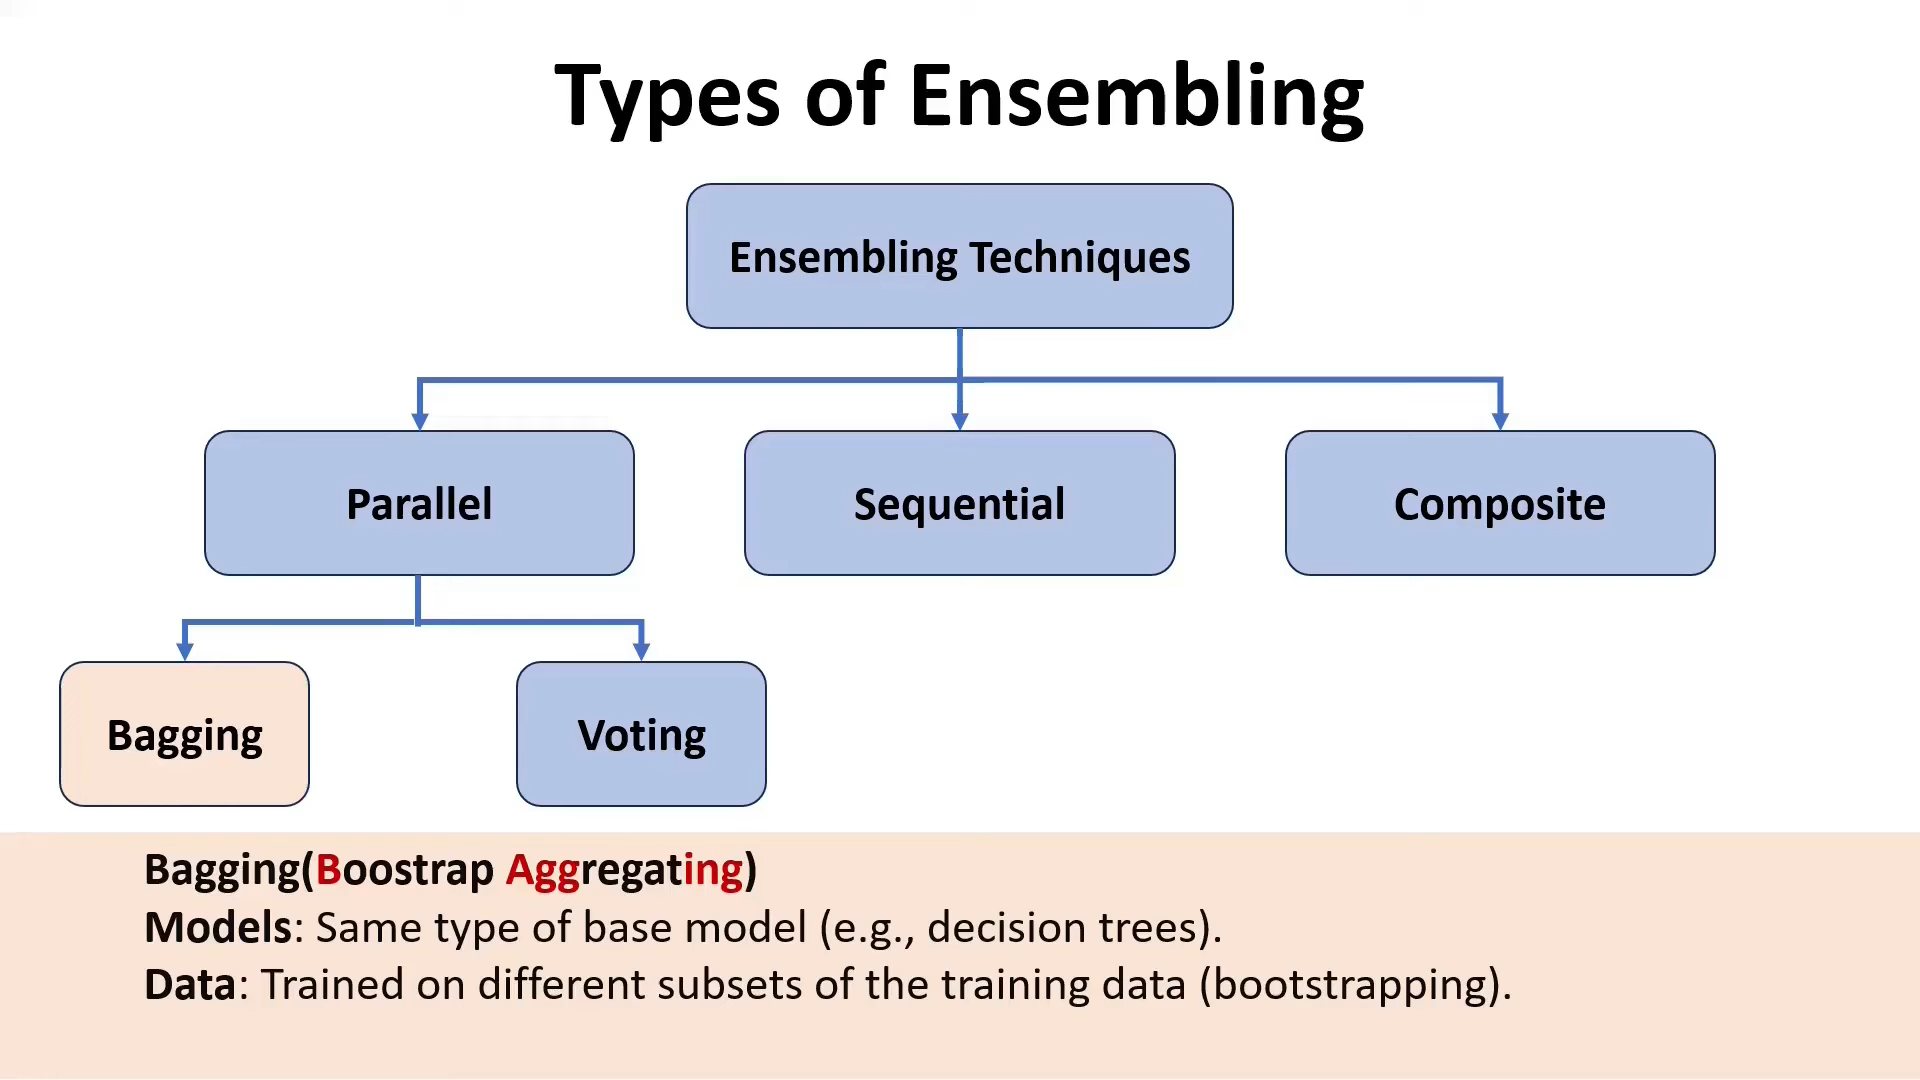 Types of Ensembling
Ensembling Techniques
Parallel
Sequential
Composite
Bagging
Voting
Bagging(Boostrap Aggregating)
Models: Same type of base model (e.g., decision trees).
Data: Trained on different subsets of the training data (bootstrapping).